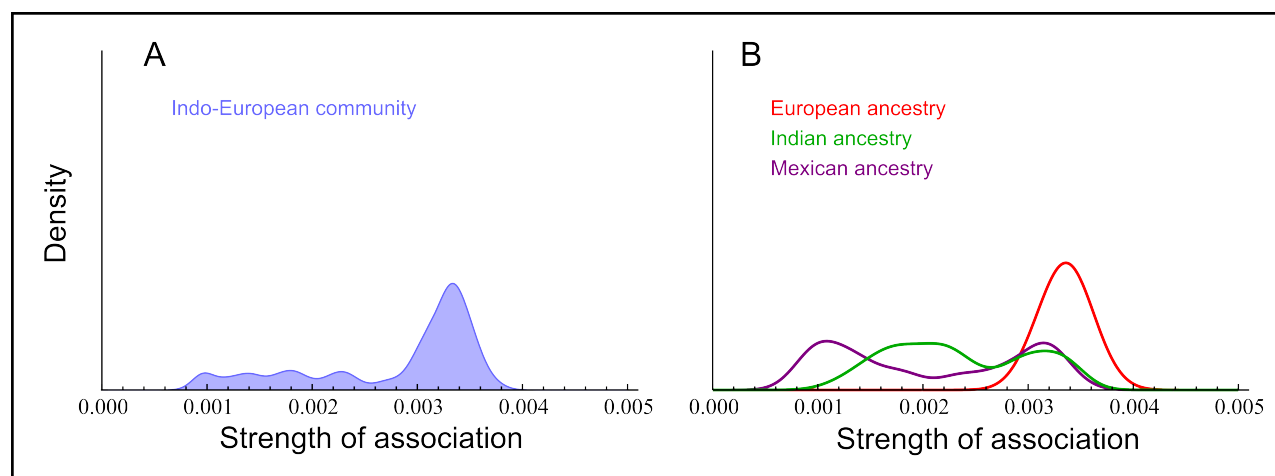 A
Indo-European community
Density
0.000 0.001 0.002 0.003 0.004 0.005
Strength of association
B
European ancestry
Indian ancestry
Mexican ancestry
0.000 0.001 0.002 0.003 0.004 0.005
Strength of association